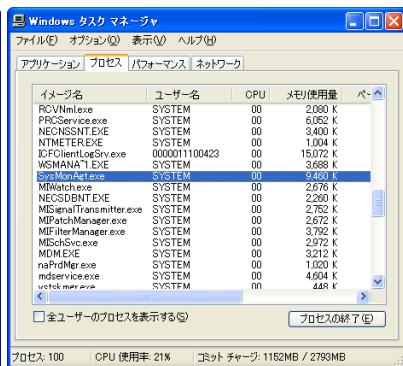 Windows タスク マネージャ
ファイル(F) オプション(O) 表示(V) ヘルプ(H)
アプリケーション プロセス パフォーマンス ネットワーク
イメージ名 ユーザー名 CPU メモリ使用量 ペー
RCVNml.exe SYSTEM 00 2,080 K
PRCService.exe SYSTEM 00 6,052 K
NECNSSNT.EXE SYSTEM 00 3,400 K
NTMETER.EXE SYSTEM 00 1,004 K
ICFClientLogSrv.exe 0000011100423 00 15,072 K
WSMANA~1.EXE SYSTEM 00 3,688 K
SysMonAgt.exe SYSTEM 00 9,460 K
MIWatch.exe SYSTEM 00 2,676 K
NECSDBNT.EXE SYSTEM 00 2,260 K
MISignalTransmitter.exe SYSTEM 00 2,752 K
MIPatchManager.exe SYSTEM 00 2,672 K
MIFilterManager.exe SYSTEM 00 3,792 K
MISchSvc.exe SYSTEM 00 2,972 K
MDM.EXE SYSTEM 00 3,212 K
naPrdMgr.exe SYSTEM 00 1,020 K
mdservice.exe SYSTEM 00 4,604 K
vstskmgr.exe SYSTEM 00 448 K
全ユーザーのプロセスを表示する(S) プロセスの終了(E)
プロセス: 100 CPU 使用率: 21% コミット チャージ: 1152MB / 2793MB